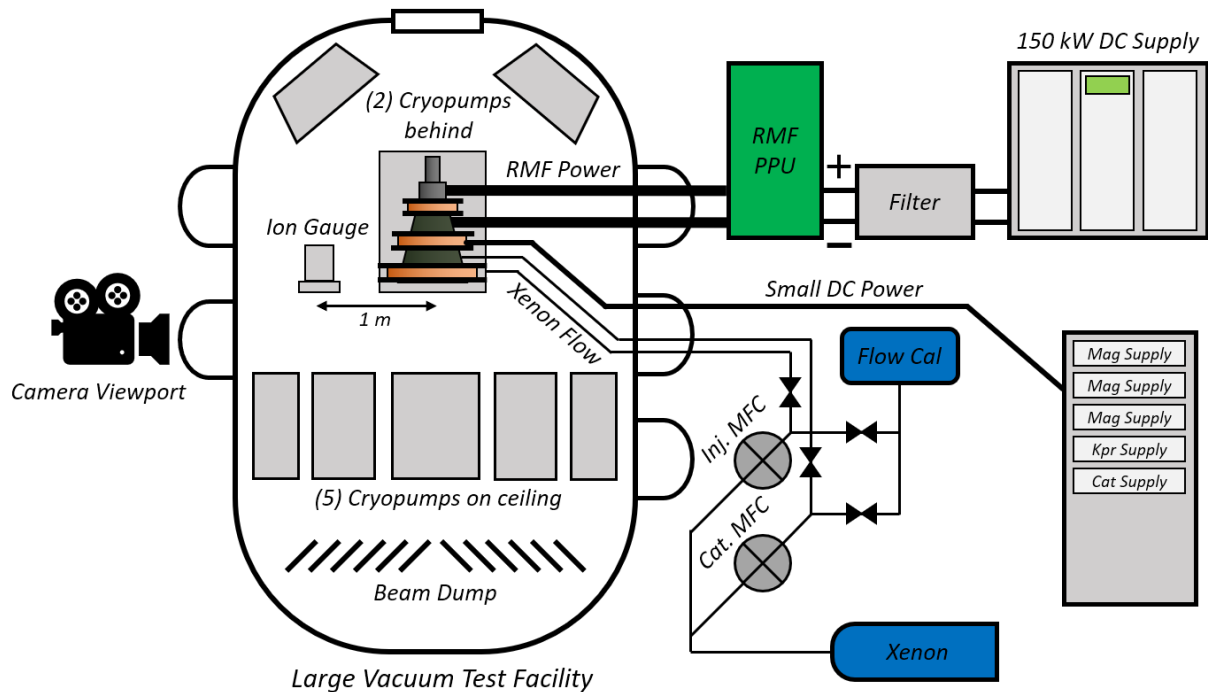 150 kW DC Supply
(2) Cryopumps
behind
RMF
PPU
RMF Power
+
−
Filter
Ion Gauge
1 m
Xenon Flow
Small DC Power
Camera Viewport
Flow Cal
Mag Supply
Mag Supply
Mag Supply
Kpr Supply
Cat Supply
Inj. MFC
Cat. MFC
(5) Cryopumps on ceiling
Beam Dump
Xenon
Large Vacuum Test Facility